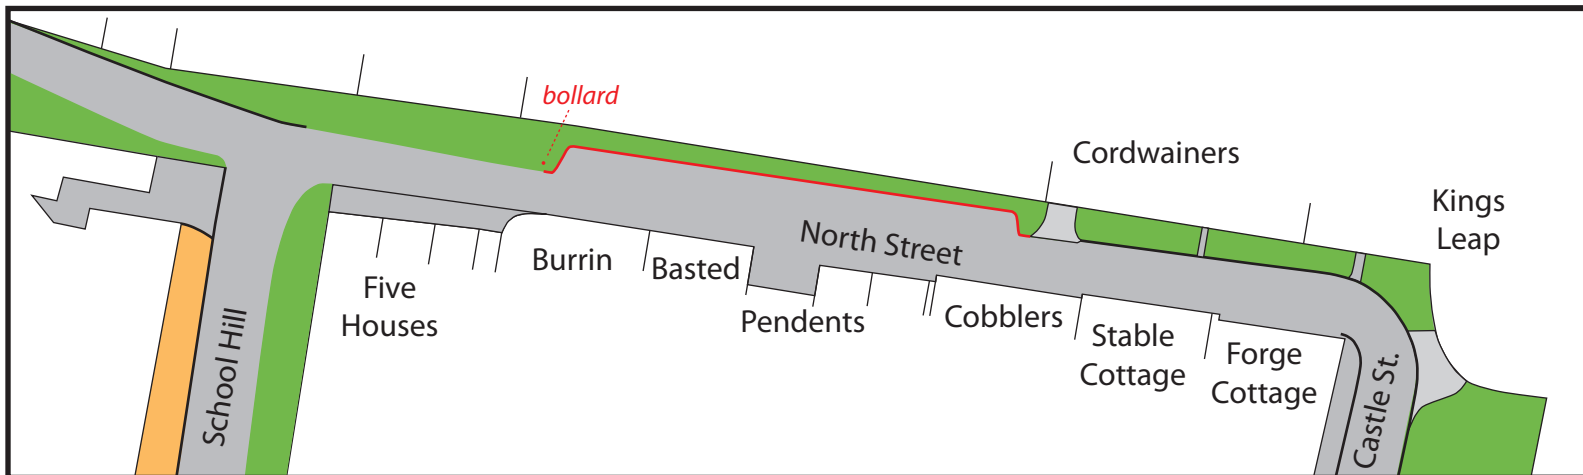 bollard
Cordwainers
Kings
Leap
North Street
Burrin
Basted
Five
Houses
Pendents
Cobblers
Stable
Cottage
Forge
Cottage
School Hill
Castle St.